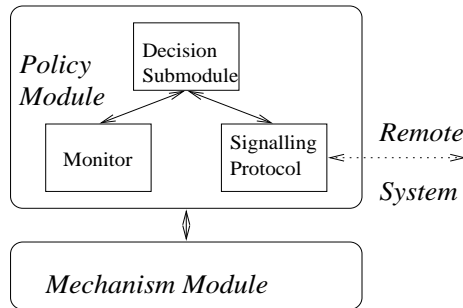 Decision
Submodule
Policy
Module
Monitor
Signalling
Protocol
Remote
System
Mechanism Module